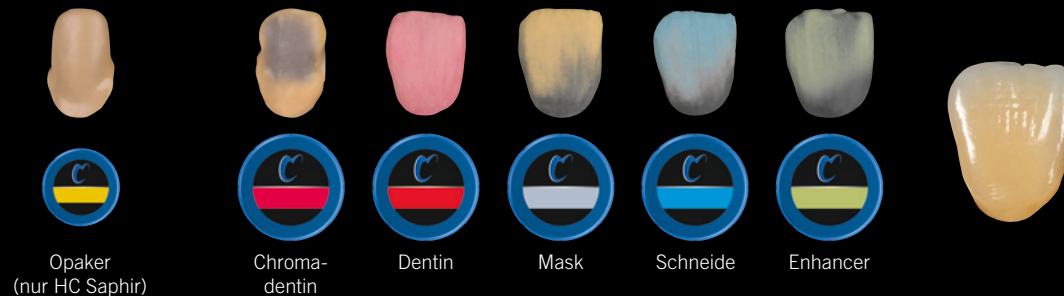 C C C C C C
Opaker
(nur HC Saphir)
Chroma-
dentin
Dentin
Mask
Schneide
Enhancer